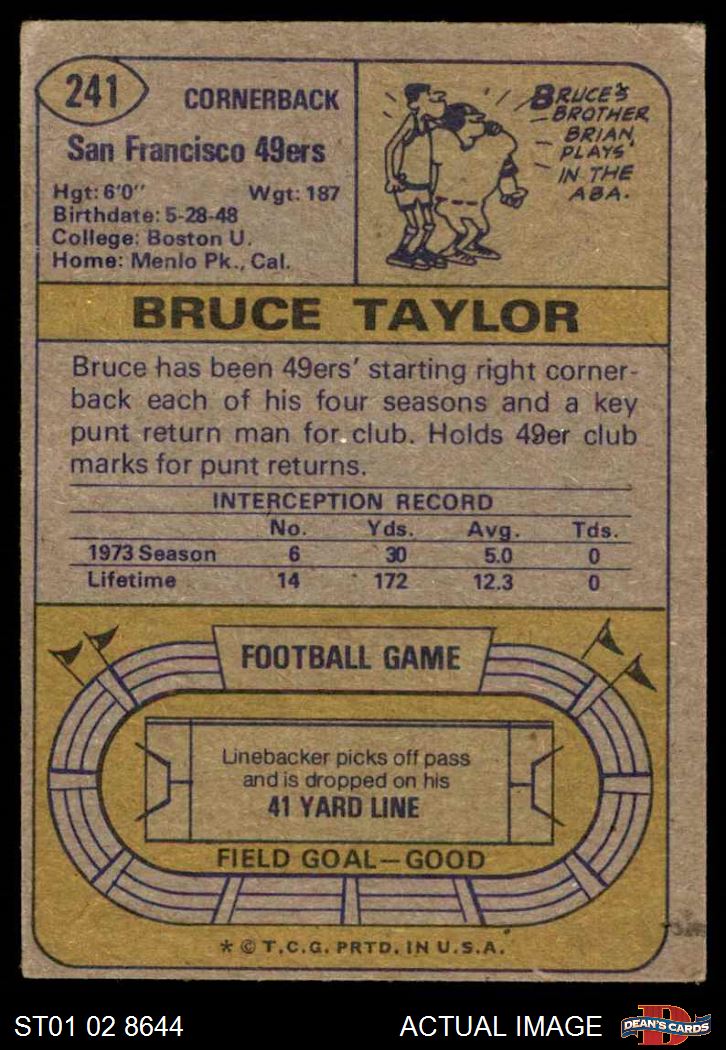 241
CORNERBACK
San Francisco 49ers
Hgt: 6'0" Wgt: 187
Birthdate: 5-28-48
College: Boston U.
Home: Menlo Pk., Cal.
BRUCE'S
BROTHER
BRIAN
PLAYS
IN THE
ABA.
BRUCE TAYLOR
Bruce has been 49ers' starting right corner-
back each of his four seasons and a key
punt return man for club. Holds 49er club
marks for punt returns.
INTERCEPTION RECORD
No. Yds. Avg. Tds.
1973 Season 6 30 5.0 0
Lifetime 14 172 12.3 0
FOOTBALL GAME
Linebacker picks off pass
and is dropped on his
41 YARD LINE
FIELD GOAL—GOOD
* © T.C.G. PRTD. IN U.S.A.
ST01 02 8644 ACTUAL IMAGE
D
DEAN'S CARDS